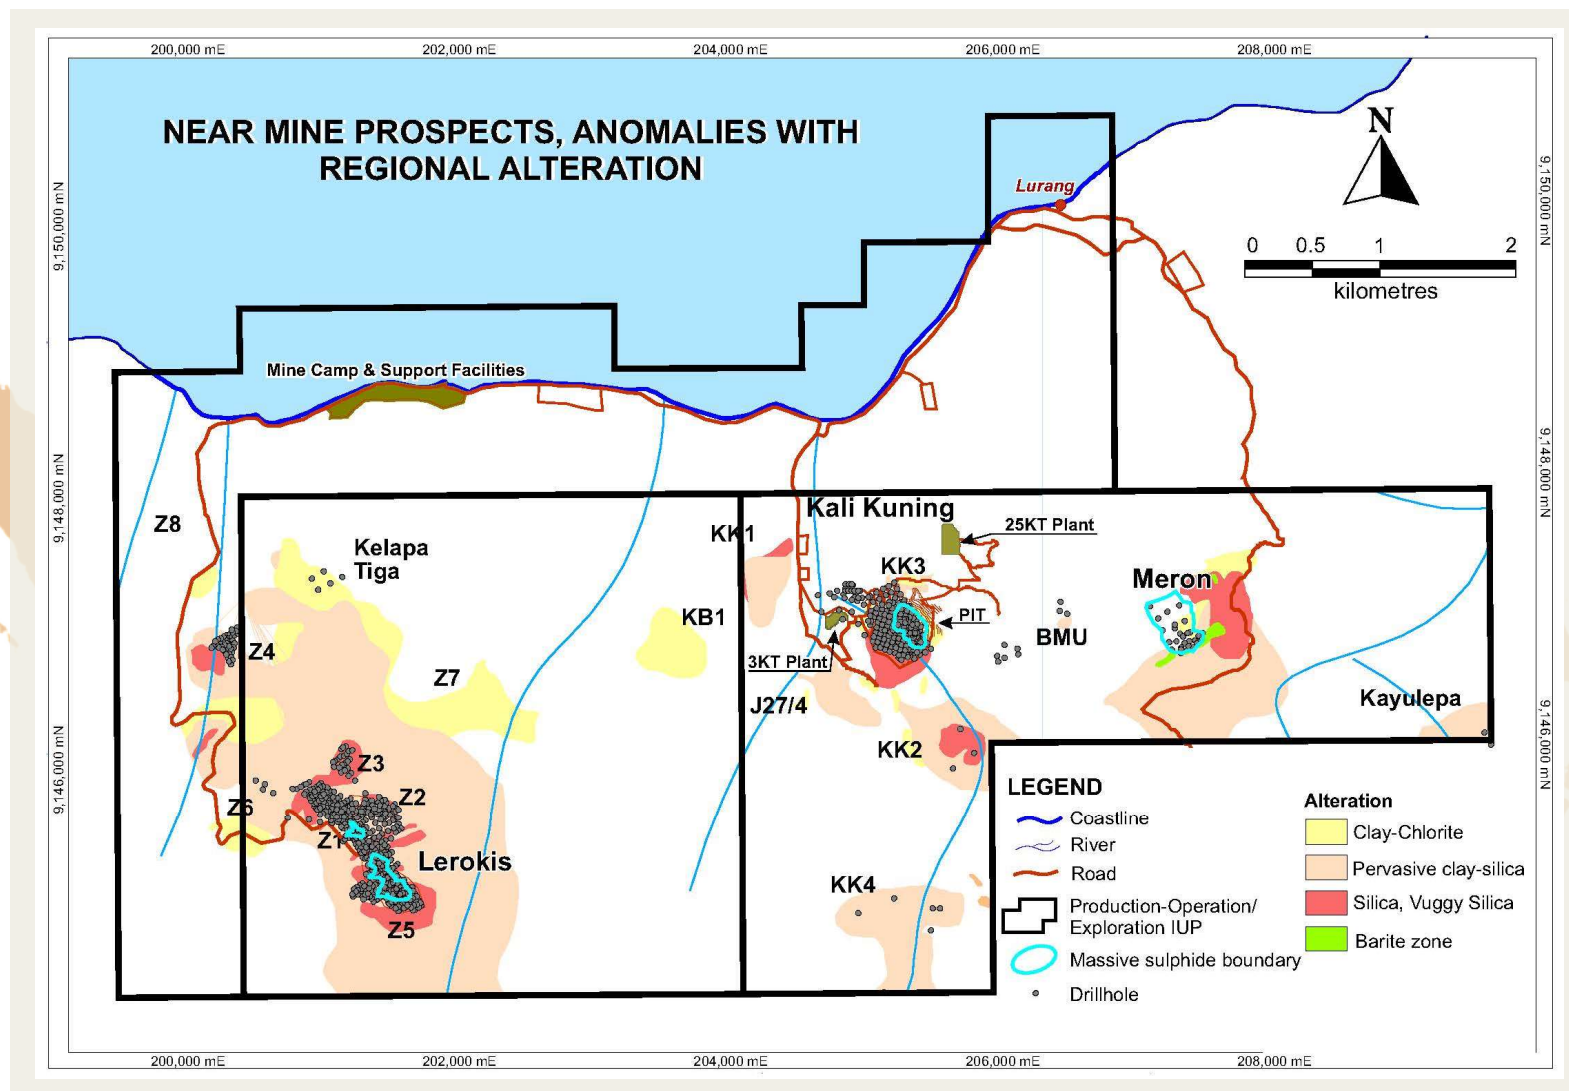 200,000 mE
202,000 mE
204,000 mE
206,000 mE
208,000 mE
NEAR MINE PROSPECTS, ANOMALIES WITH
REGIONAL ALTERATION
N
Lurang
9,150,000 mN
9,150,000 mN
0 0.5 1 2
kilometres
Mine Camp & Support Facilities
9,148,000 mN
9,148,000 mN
Z8
Kelapa
Tiga
KK1
Kali Kuning
25KT Plant
KK3
Meron
KB1
PIT
BMU
Z4
3KT Plant
Z7
J27/4
Kayulepa
KK2
9,146,000 mN
9,146,000 mN
Z3
Z2
Z6
Z1
Lerokis
KK4
Z5
LEGEND
Coastline
River
Road
Production-Operation/
Exploration IUP
Massive sulphide boundary
Drillhole
Alteration
Clay-Chlorite
Pervasive clay-silica
Silica, Vuggy Silica
Barite zone
200,000 mE
202,000 mE
204,000 mE
206,000 mE
208,000 mE